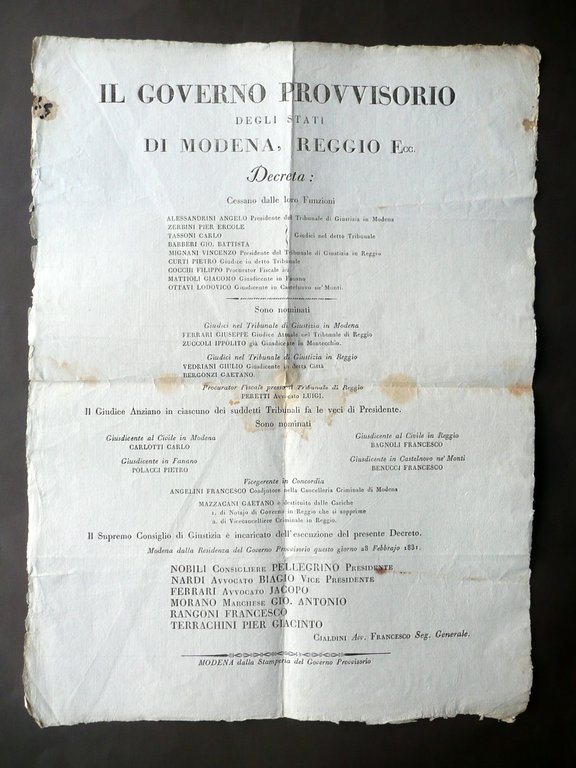 IL GOVERNO PROVVISORIO
DEGLI STATI
DI MODENA, REGGIO Ecc.
Decreta:
Cessano dalle loro Funzioni
ALESSANDRINI ANGELO Presidente del Tribunale di Giustizia in Modena
ZERBINI PIER ERCOLE
TASSONI CARLO Giudici nel detto Tribunale
BARBERI GIO. BATTISTA
MIGNANI VINCENZO Presidente del Tribunale di Giustizia in Reggio
CURTI PIETRO Giudice in detto Tribunale
COCCHI FILIPPO Procurator Fiscale ivi
MATTIOLI GIACOMO Giusdicente in Fanano
OTTAVI LODOVICO Giusdicente in Castelnovo ne' Monti.
Sono nominati
Giudici nel Tribunale di Giustizia in Modena
FERRARI GIUSEPPE Giudice Attuale nel Tribunale di Reggio
ZUCCOLI IPPOLITO già Giusdicente in Montecchio.
Giudici nel Tribunale di Giustizia in Reggio
VEDRIANI GIULIO Giusdicente in detta Città
BERGONZI GAETANO.
Procurator Fiscale presso il Tribunale di Reggio
PERETTI Avvocato LUIGI.
Il Giudice Anziano in ciascuno dei suddetti Tribunali fa le veci di Presidente.
Sono nominati
Giusdicente al Civile in Modena
CARLOTTI CARLO
Giusdicente al Civile in Reggio
BAGNOLI FRANCESCO
Giusdicente in Fanano
POLACCI PIETRO
Giusdicente in Castelnovo ne' Monti
BENUCCI FRANCESCO
Vicegerente in Concordia
ANGELINI FRANCESCO Coadjutore nella Cancelleria Criminale di Modena
MAZZACANI GAETANO è destituito dalle Cariche
1. di Notajo di Governo in Reggio che si sopprime
2. di Vicecancelliere Criminale in Reggio.
Il Supremo Consiglio di Giustizia è incaricato dell'esecuzione del presente Decreto.
Modena dalla Residenza del Governo Provvisorio questo giorno 28 Febbrajo 1831.
NOBILI Consigliere PELLEGRINO Presidente
NARDI Avvocato BIAGIO Vice Presidente
FERRARI Avvocato JACOPO
MORANO Marchese GIO. ANTONIO
RANGONI FRANCESCO
TERRACHINI PIER GIACINTO
CIALDINI Avv. FRANCESCO Seg. Generale.
MODENA dalla Stamperia del Governo Provvisorio